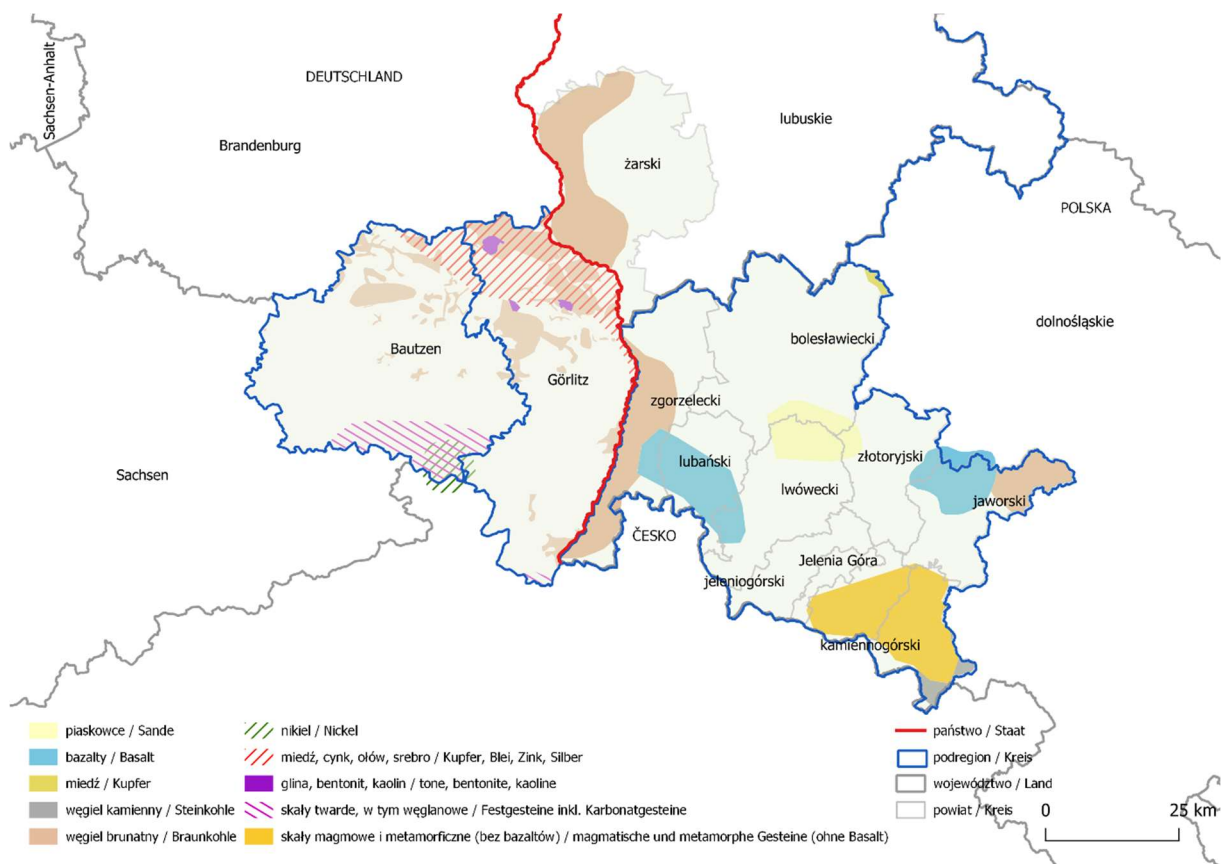 Sachsen-Anhalt
DEUTSCHLAND
Brandenburg
lubuskie
żarski
POLSKA
dolnośląskie
bolesławiecki
Bautzen
Görlitz
zgorzelecki
Sachsen
lubański
złotoryjski
lwówecki
jaworski
ČESKO
Jelenia Góra
jeleniogórski
kamiennogórski
piaskowce / Sande
bazalty / Basalt
miedź / Kupfer
węgiel kamienny / Steinkohle
węgiel brunatny / Braunkohle
nikiel / Nickel
miedź, cynk, ołów, srebro / Kupfer, Blei, Zink, Silber
glina, bentonit, kaolin / tone, bentonite, kaoline
skały twarde, w tym węglanowe / Festgesteine inkl. Karbonatgesteine
skały magmowe i metamorficzne (bez bazaltów) / magmatische und metamorphe Gesteine (ohne Basalt)
państwo / Staat
podregion / Kreis
województwo / Land
powiat / Kreis
0 25 km